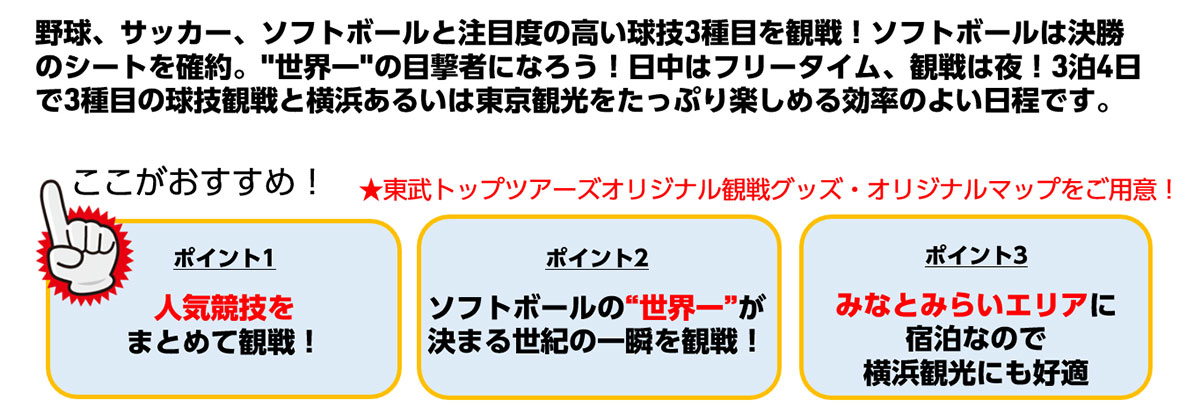 野球、サッカー、ソフトボールと注目度の高い球技3種目を観戦！ソフトボールは決勝
のシートを確約。"世界一"の目撃者になろう！日中はフリータイム、観戦は夜！3泊4日
で3種目の球技観戦と横浜あるいは東京観光をたっぷり楽しめる効率のよい日程です。
ここがおすすめ！
★東武トップツアーズオリジナル観戦グッズ・オリジナルマップをご用意！
ポイント1
人気競技を
まとめて観戦！
ポイント2
ソフトボールの“世界一”が
決まる世紀の一瞬を観戦！
ポイント3
みなとみらいエリアに
宿泊なので
横浜観光にも好適